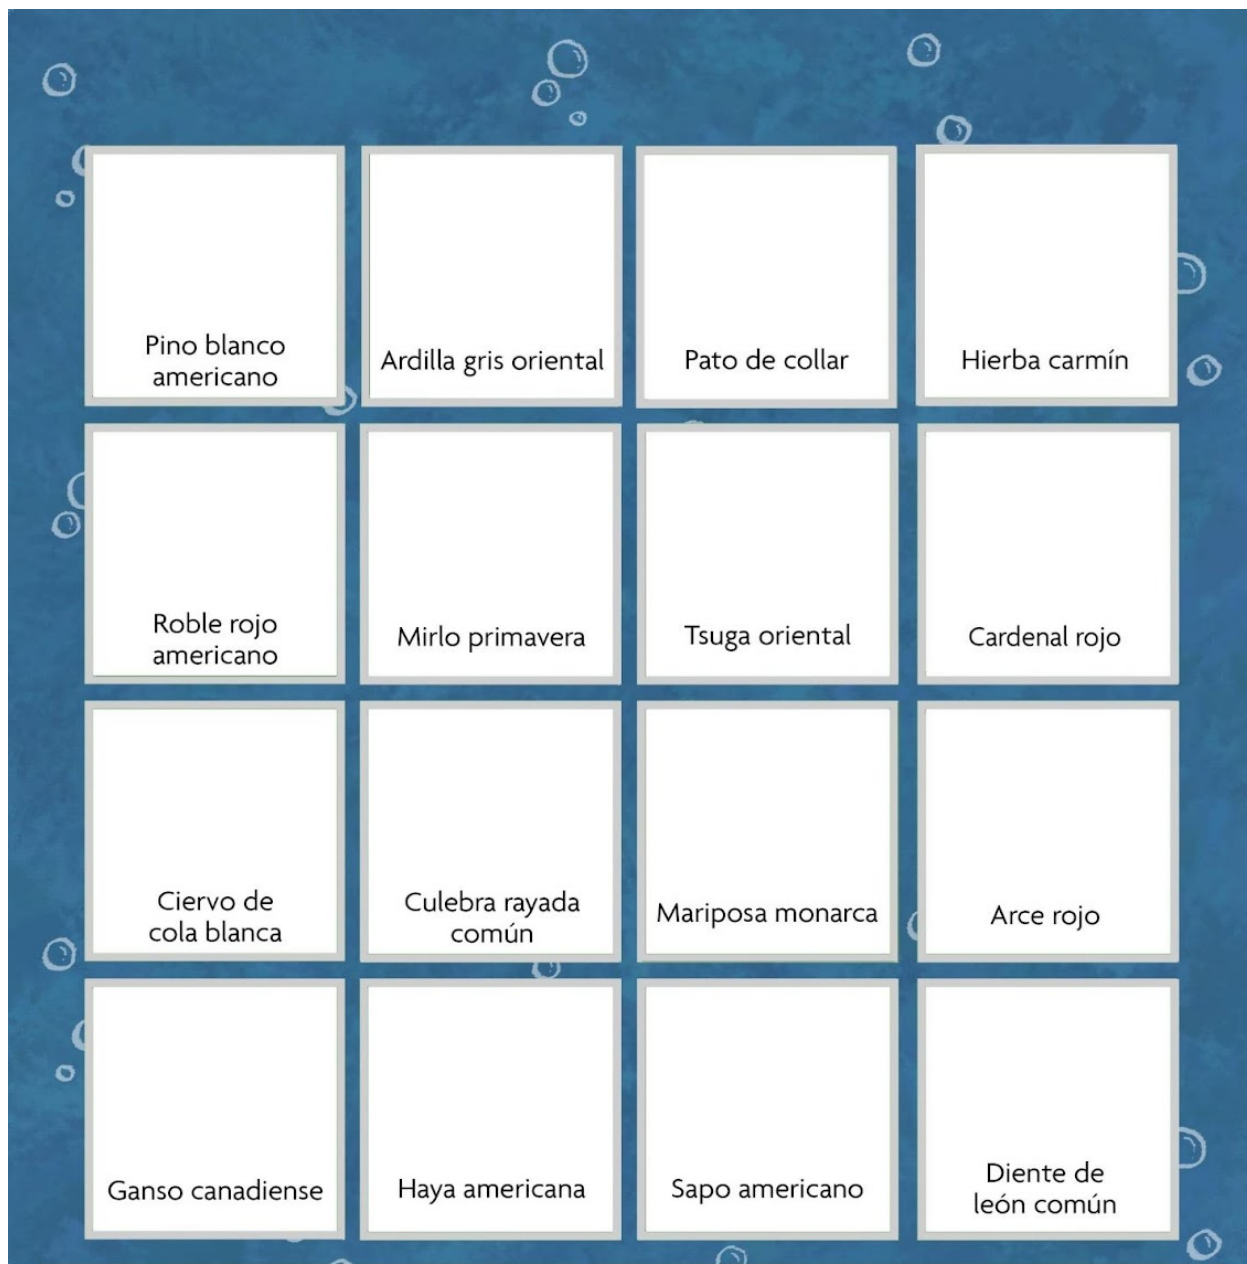 Pino blanco
americano
Ardilla gris oriental
Pato de collar
Hierba carmín
Roble rojo
americano
Mirlo primavera
Tsuga oriental
Cardenal rojo
Ciervo de
cola blanca
Culebra rayada
común
Mariposa monarca
Arce rojo
Ganso canadiense
Haya americana
Sapo americano
Diente de
león común